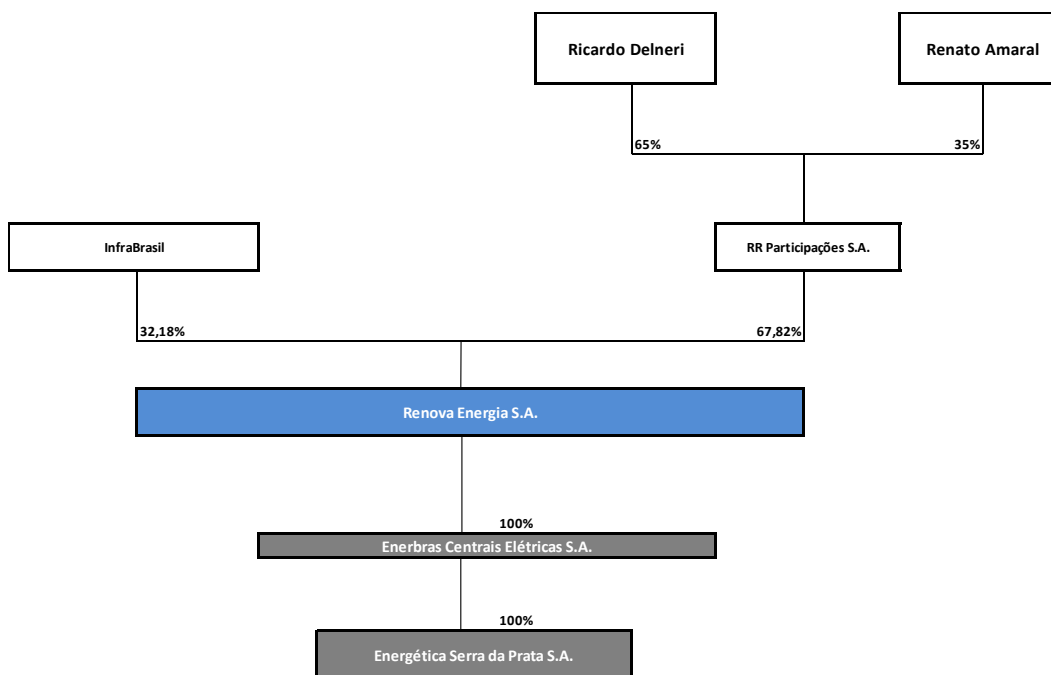 Ricardo Delneri
Renato Amaral
65%
35%
InfraBrasil
RR Participações S.A.
32,18%
67,82%
Renova Energia S.A.
100%
Enerbras Centrais Elétricas S.A.
100%
Energética Serra da Prata S.A.